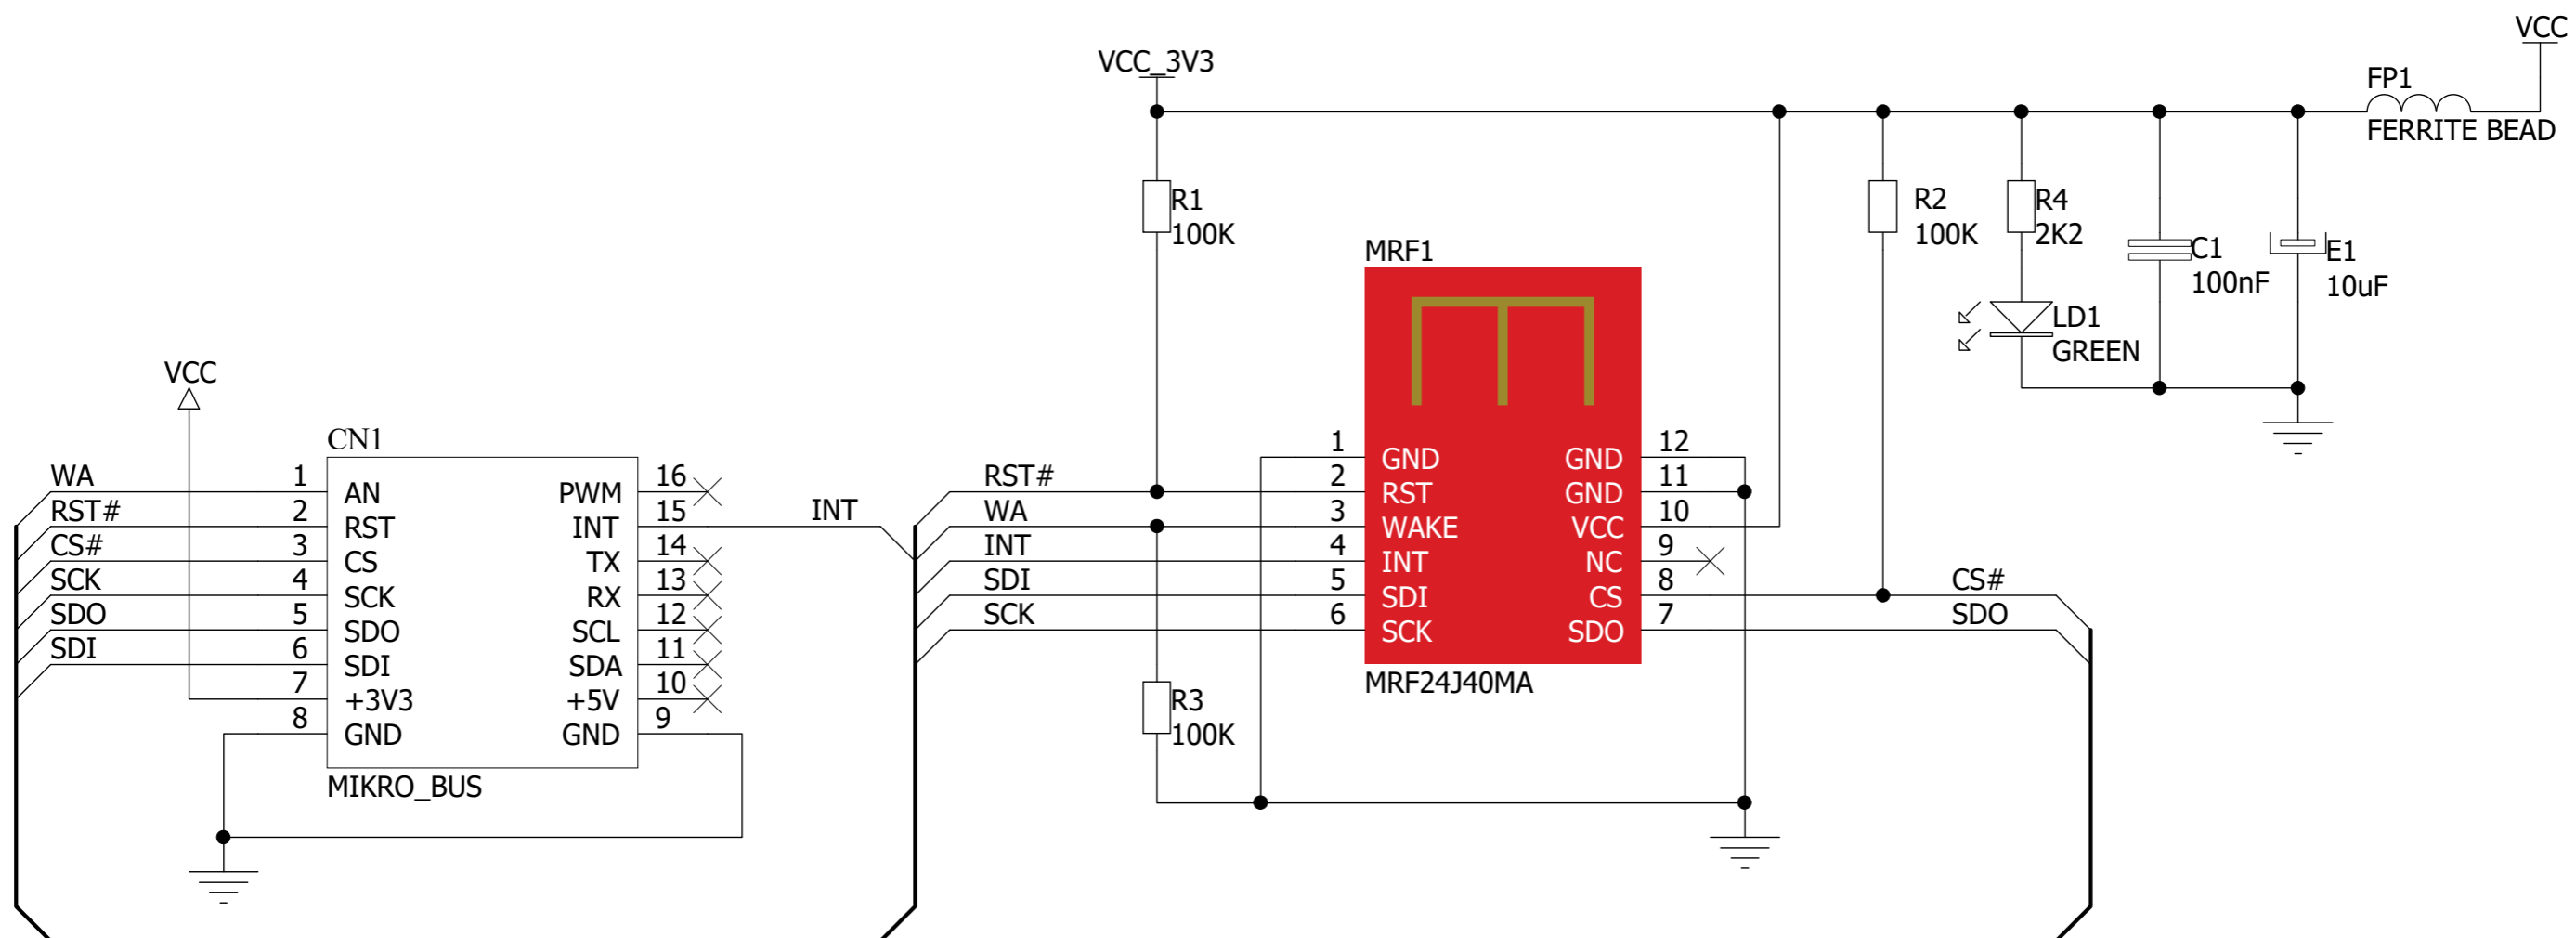 VCC
VCC_3V3
FP1
FERRITE BEAD
R1
100K
R2
100K
R4
2K2
C1
100nF
E1
10uF
LD1
GREEN
MRF1
1 GND GND 12
RST# 2 RST GND 11
WA 3 WAKE VCC 10
INT 4 INT NC 9
SDI 5 SDI CS 8 CS#
SCK 6 SCK SDO 7 SDO
MRF24J40MA
R3
100K
VCC
CN1
WA 1 AN PWM 16
RST# 2 RST INT 15 INT
CS# 3 CS TX 14
SCK 4 SCK RX 13
SDO 5 SDO SCL 12
SDI 6 SDI SDA 11
7 +3V3 +5V 10
8 GND GND 9
MIKRO_BUS